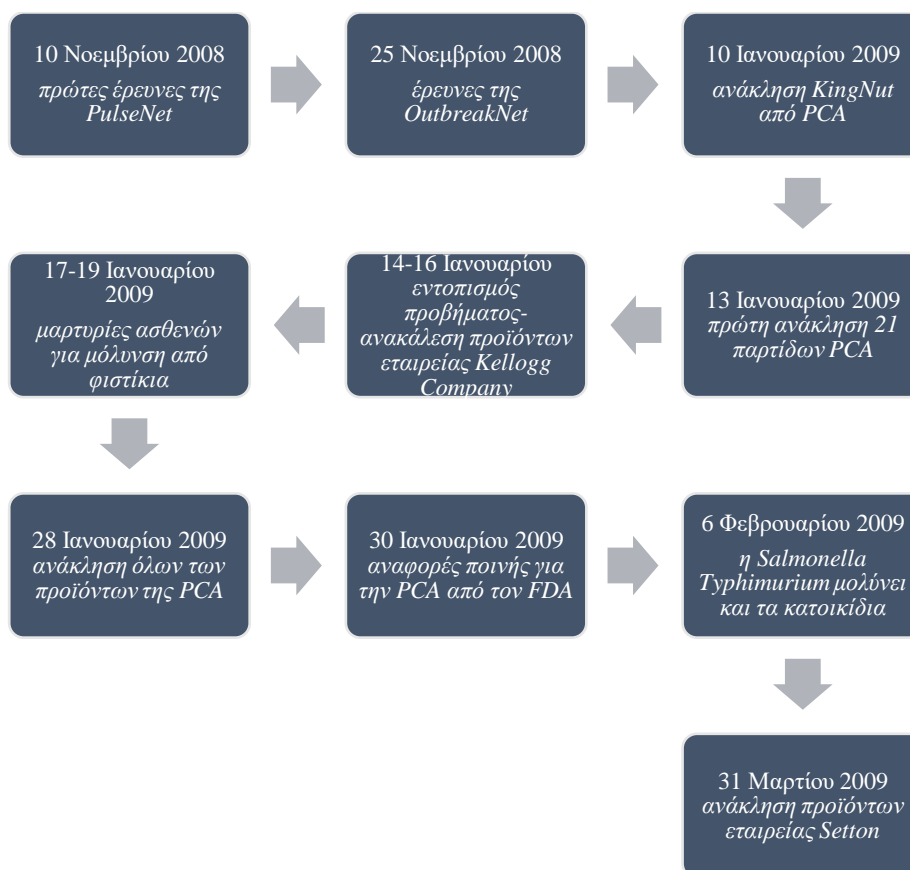 10 Νοεμβρίου 2008
πρώτες έρευνες της
PulseNet
25 Νοεμβρίου 2008
έρευνες της
OutbreakNet
10 Ιανουαρίου 2009
ανάκληση KingNut
από PCA
13 Ιανουαρίου 2009
πρώτη ανάκληση 21
παρτίδων PCA
14-16 Ιανουαρίου
εντοπισμός
προβήματος-
ανακάλεση προϊόντων
εταιρείας Kellogg
Company
17-19 Ιανουαρίου
2009
μαρτυρίες ασθενών
για μόλυνση από
φιστίκια
28 Ιανουαρίου 2009
ανάκληση όλων των
προϊόντων της PCA
30 Ιανουαρίου 2009
αναφορές ποινής για
την PCA από τον FDA
6 Φεβρουαρίου 2009
η Salmonella
Typhimurium μολύνει
και τα κατοικίδια
31 Μαρτίου 2009
ανάκληση προϊόντων
εταιρείας Setton